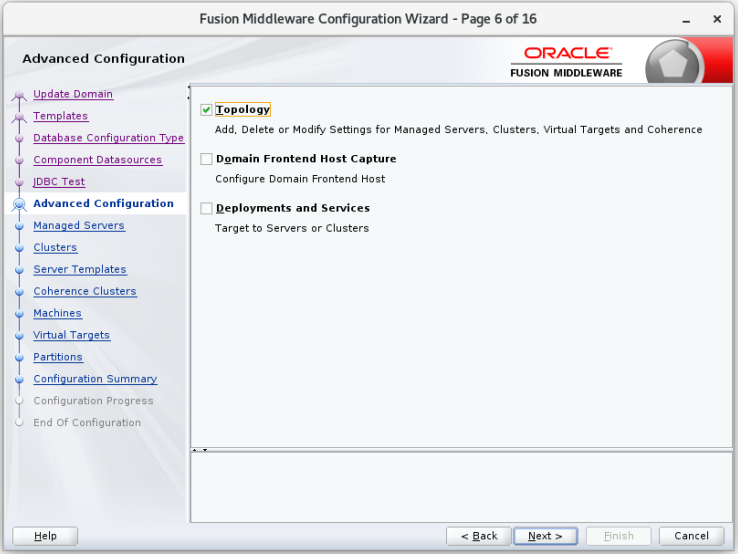 Fusion Middleware Configuration Wizard - Page 6 of 16
Advanced Configuration
ORACLE
FUSION MIDDLEWARE
Update Domain
Templates
Database Configuration Type
Component Datasources
JDBC Test
Advanced Configuration
Managed Servers
Clusters
Server Templates
Coherence Clusters
Machines
Virtual Targets
Partitions
Configuration Summary
Configuration Progress
End Of Configuration
Topology
Add, Delete or Modify Settings for Managed Servers, Clusters, Virtual Targets and Coherence
Domain Frontend Host Capture
Configure Domain Frontend Host
Deployments and Services
Target to Servers or Clusters
Help
< Back
Next >
Finish
Cancel